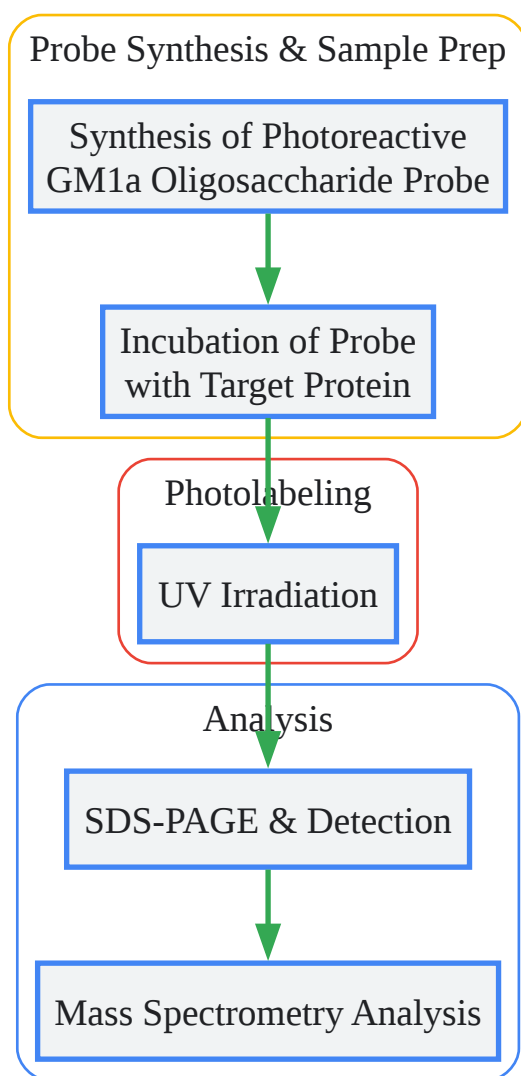 Probe Synthesis & Sample Prep
Synthesis of Photoreactive
GM1a Oligosaccharide Probe
Incubation of Probe
with Target Protein
Photolabeling
UV Irradiation
Analysis
SDS-PAGE & Detection
Mass Spectrometry Analysis